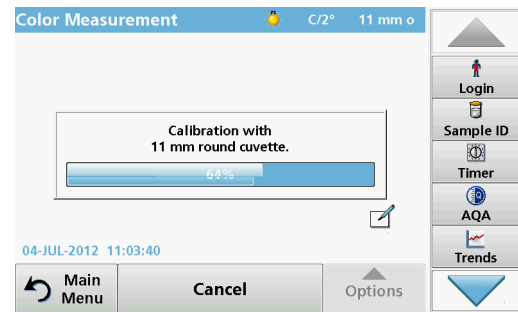 Color Measurement C/2° 11 mm o
Calibration with
11 mm round cuvette.
64%
04-JUL-2012 11:03:40
Main
Menu
Cancel
Options
Login
Sample ID
Timer
AQA
Trends